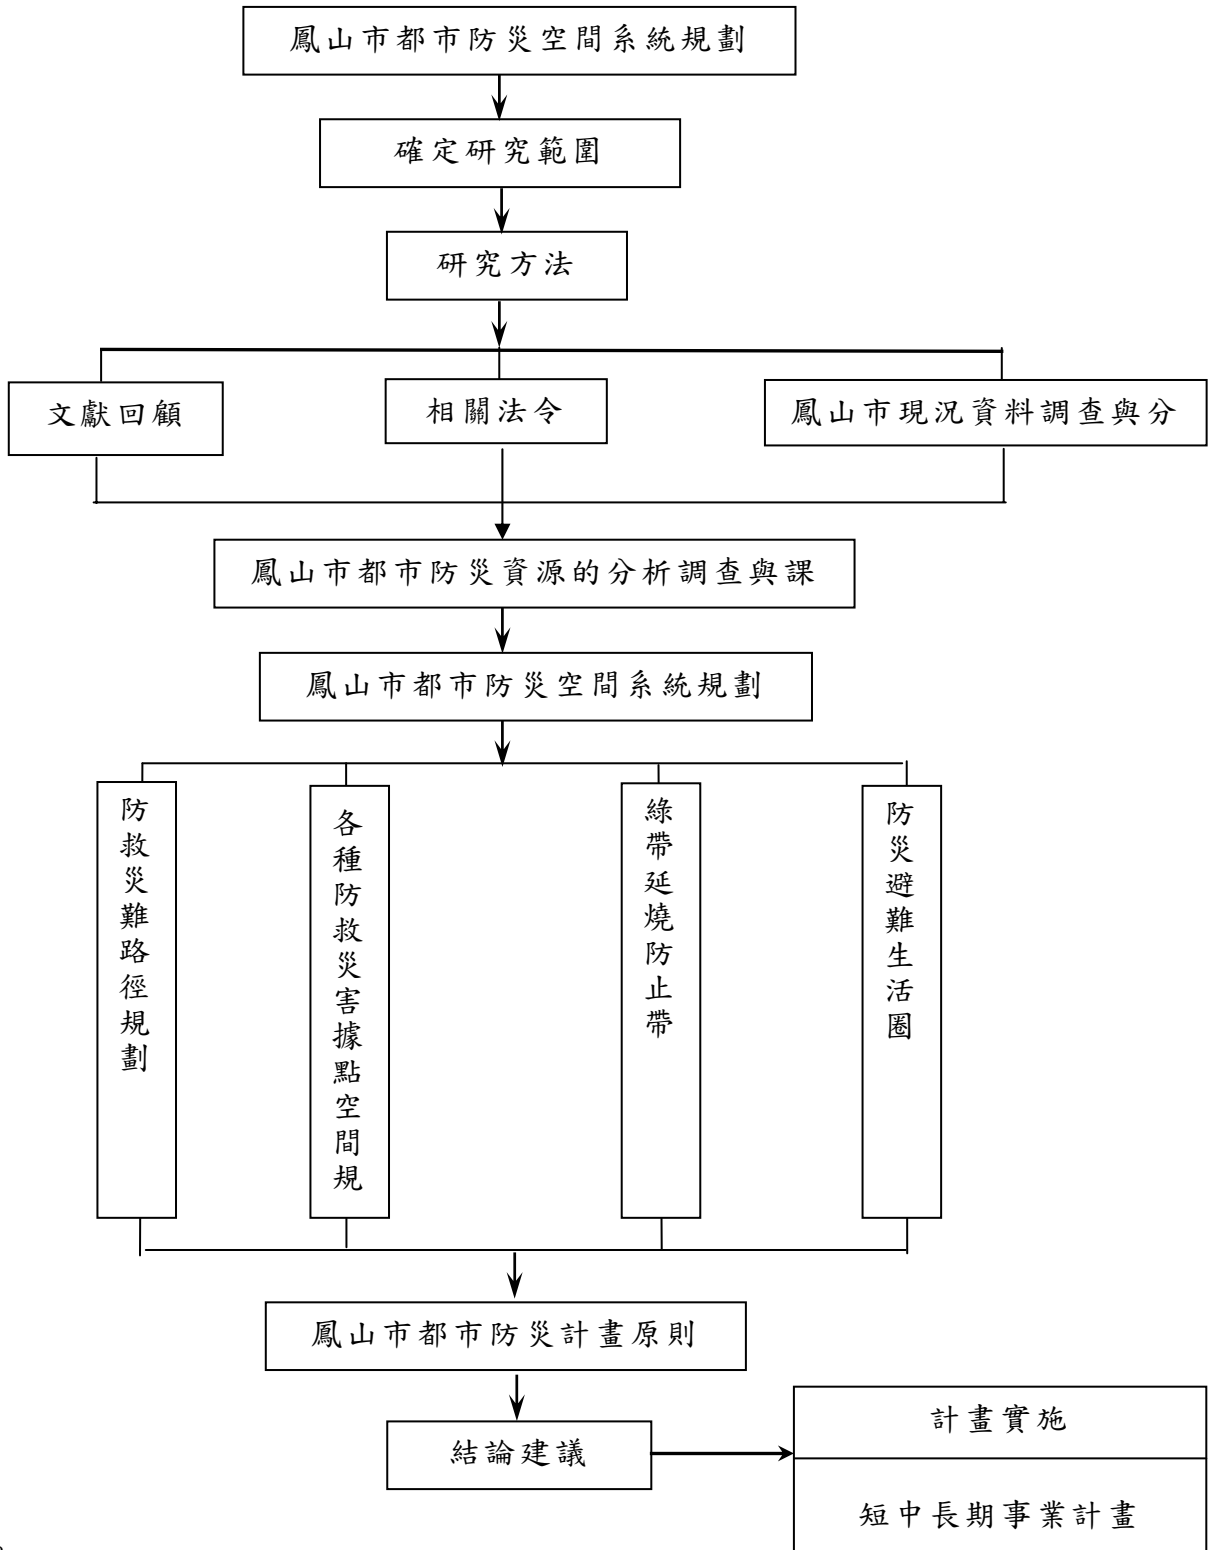 鳳山市都市防災空間系統規劃
確定研究範圍
研究方法
文獻回顧
相關法令
鳳山市現況資料調查與分
鳳山市都市防災資源的分析調查與課
鳳山市都市防災空間系統規劃
防救災難路徑規劃
各種防救災害據點空間規
綠帶延燒防止帶
防災避難生活圈
鳳山市都市防災計畫原則
結論建議
計畫實施
短中長期事業計畫